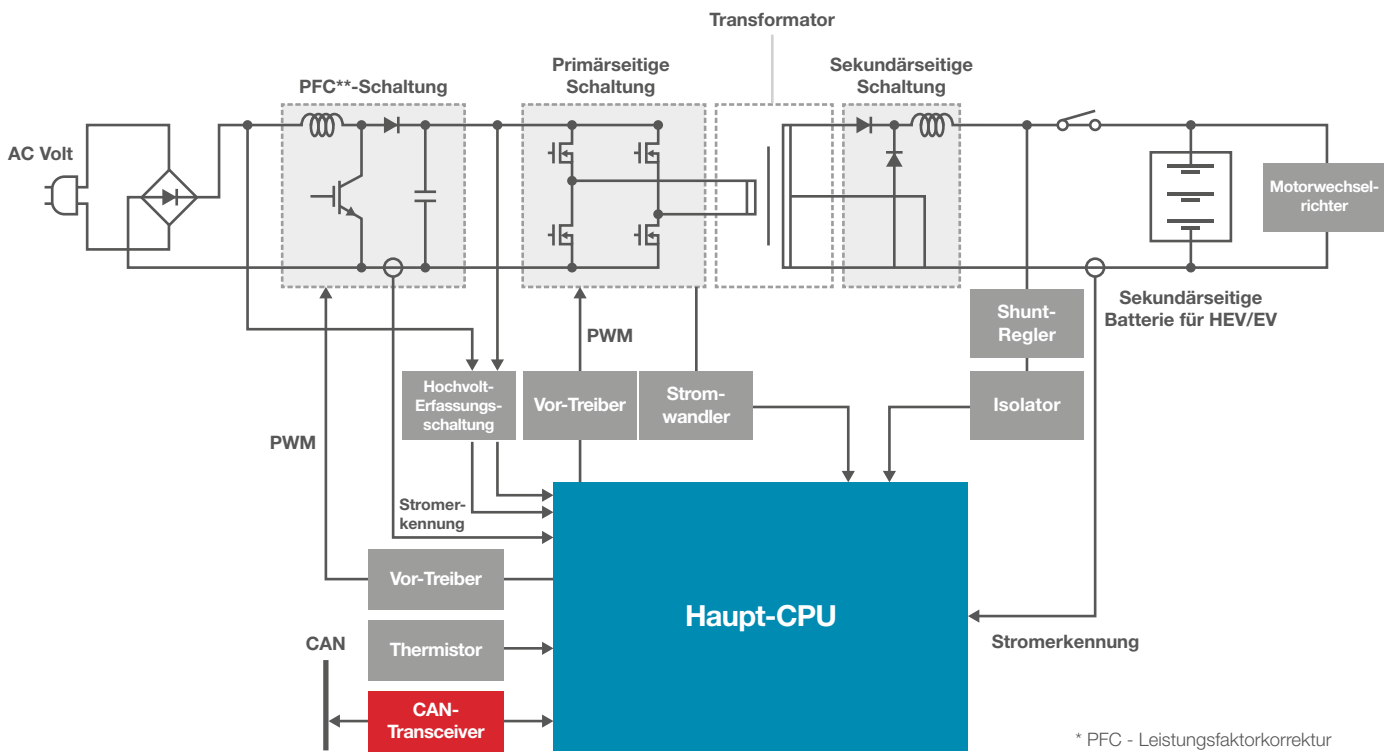 Transformator
PFC**-Schaltung
Primärseitige
Schaltung
Sekundärseitige
Schaltung
AC Volt
Motorwechsel-
richter
Sekundärseitige
Batterie für HEV/EV
Shunt-
Regler
PWM
Hochvolt-
Erfassungs-
schaltung
Vor-Treiber
Strom-
wandler
Isolator
PWM
Stromer-
kennung
Vor-Treiber
Haupt-CPU
Stromerkennung
CAN
Thermistor
CAN-
Transceiver
* PFC - Leistungsfaktorkorrektur